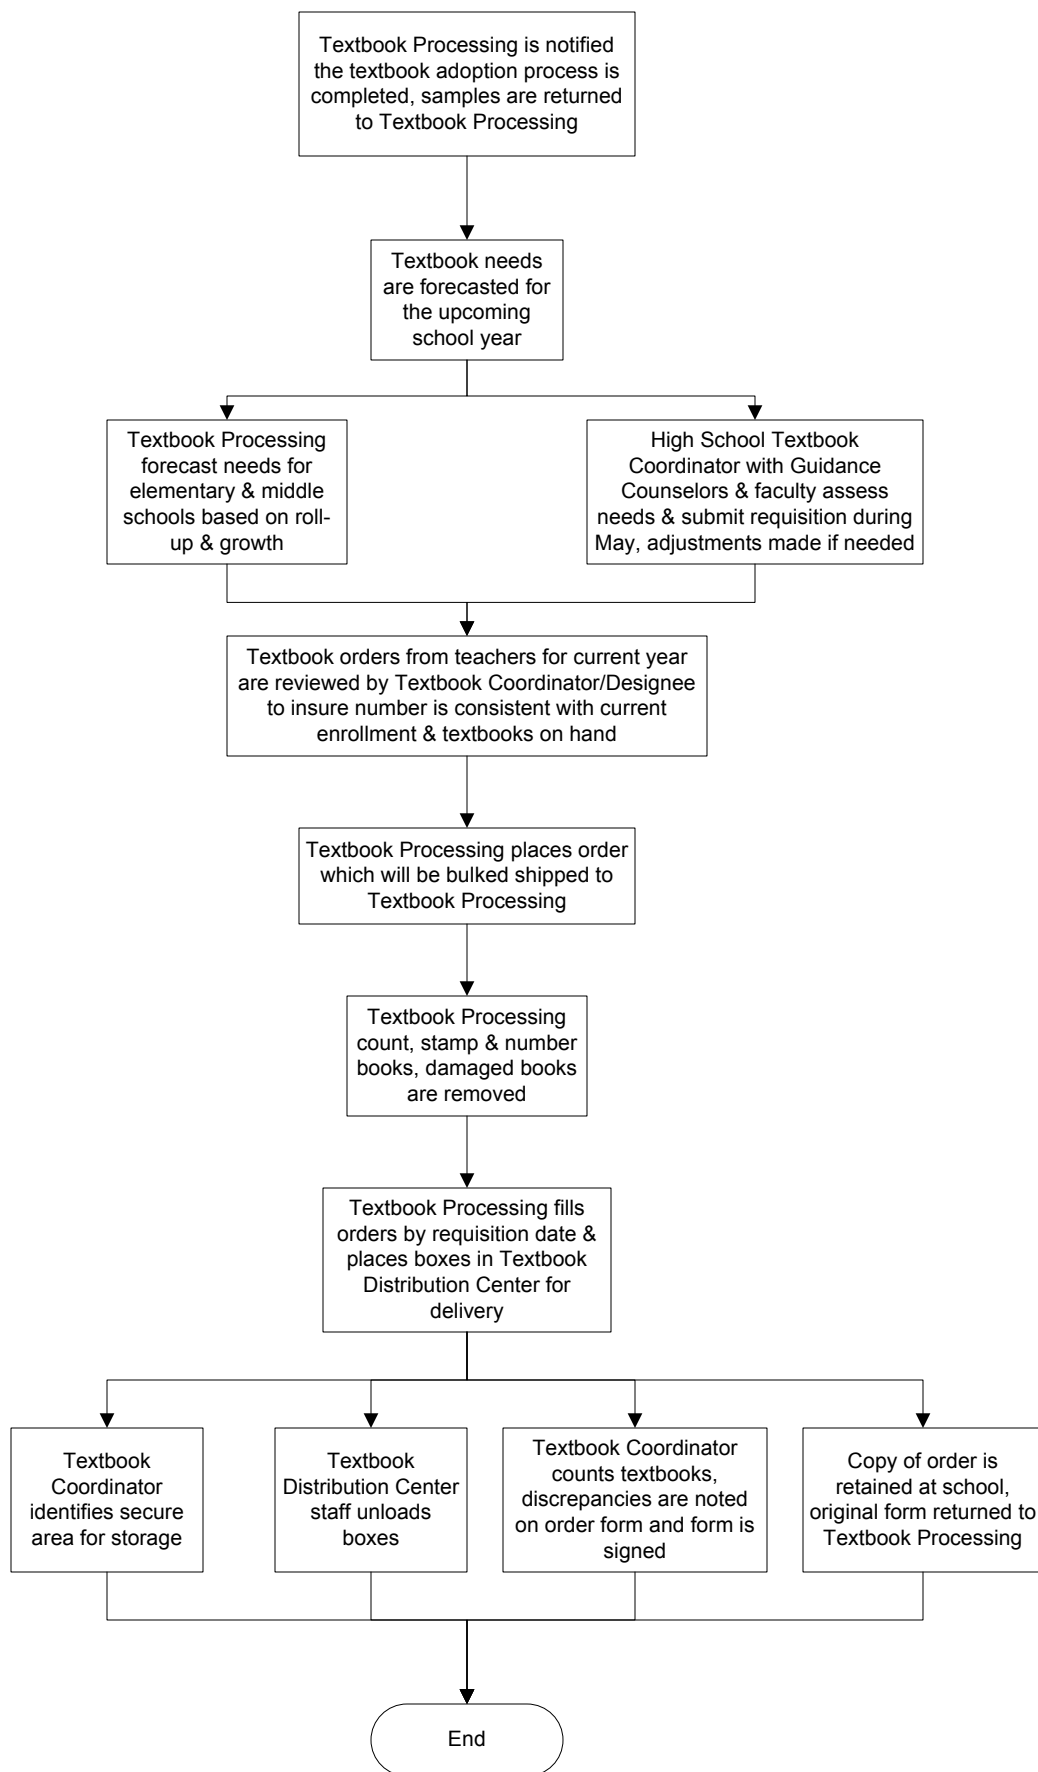 Textbook Processing is notified
the textbook adoption process is
completed, samples are returned
to Textbook Processing
Textbook needs
are forecasted for
the upcoming
school year
Textbook Processing
forecast needs for
elementary & middle
schools based on roll-
up & growth
High School Textbook
Coordinator with Guidance
Counselors & faculty assess
needs & submit requisition during
May, adjustments made if needed
Textbook orders from teachers for current year
are reviewed by Textbook Coordinator/Designee
to insure number is consistent with current
enrollment & textbooks on hand
Textbook Processing places order
which will be bulked shipped to
Textbook Processing
Textbook Processing
count, stamp & number
books, damaged books
are removed
Textbook Processing fills
orders by requisition date &
places boxes in Textbook
Distribution Center for
delivery
Textbook
Coordinator
identifies secure
area for storage
Textbook
Distribution Center
staff unloads
boxes
Textbook Coordinator
counts textbooks,
discrepancies are noted
on order form and form is
signed
Copy of order is
retained at school,
original form returned to
Textbook Processing
End